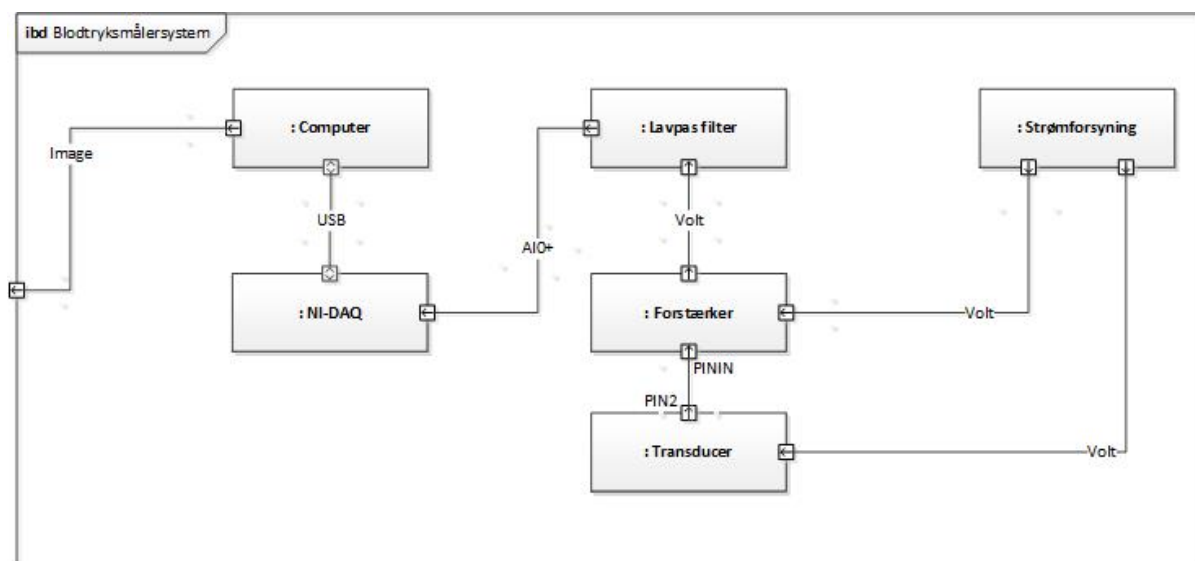 ibd Blodtryksmålersystem
: Computer
: Lavpas filter
: Strømforsyning
Image
USB
Volt
AI0+
: NI-DAQ
: Forstærker
Volt
PININ
PIN2
: Transducer
Volt